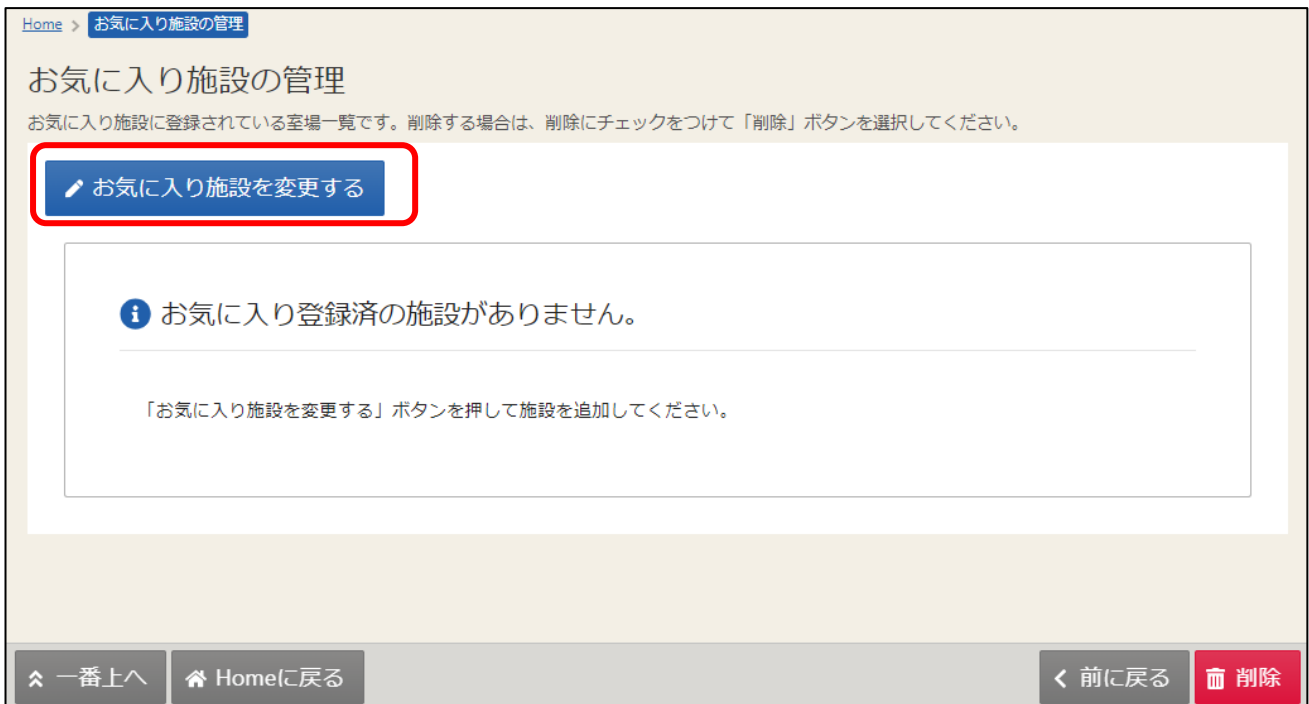 Home > お気に入り施設の管理
お気に入り施設の管理
お気に入り施設に登録されている室場一覧です。削除する場合は、削除にチェックをつけて「削除」ボタンを選択してください。
お気に入り施設を変更する
お気に入り登録済の施設がありません。
「お気に入り施設を変更する」ボタンを押して施設を追加してください。
一番上へ Homeに戻る 前に戻る 削除